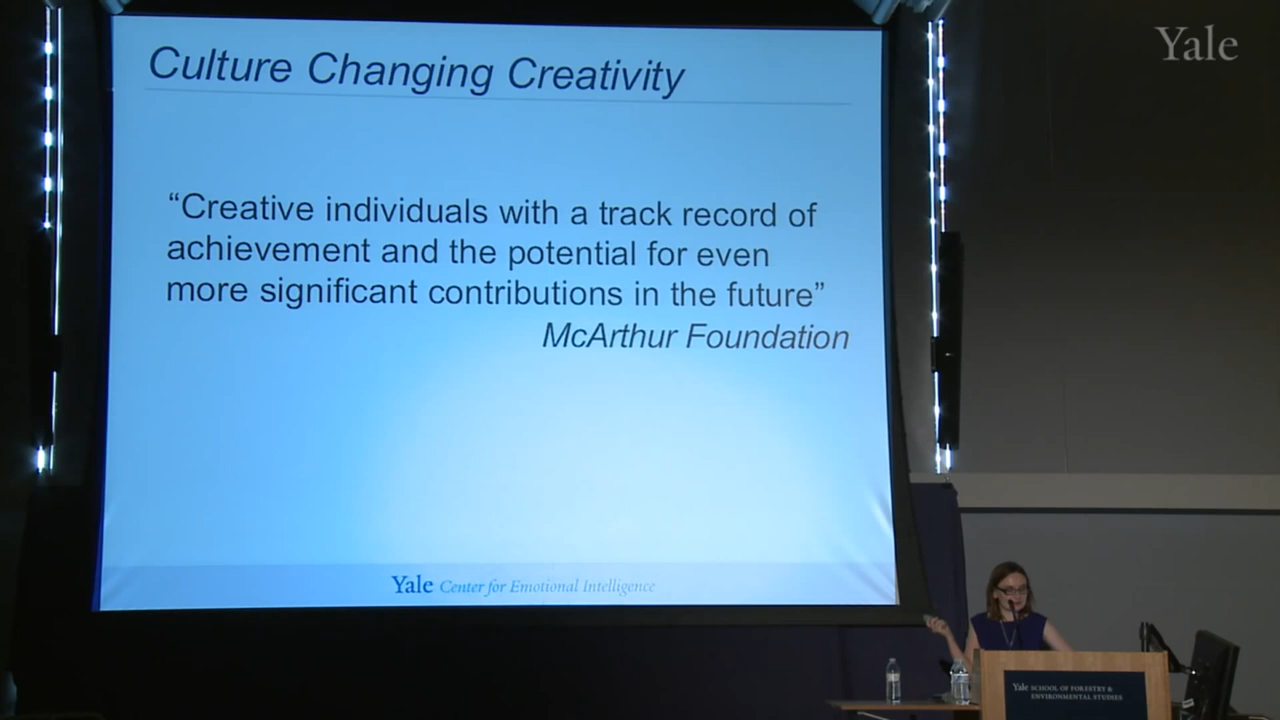 Yale
Culture Changing Creativity
“Creative individuals with a track record of
achievement and the potential for even
more significant contributions in the future”
McArthur Foundation
Yale Center for Emotional Intelligence
Yale SCHOOL OF FORESTRY &
ENVIRONMENTAL STUDIES